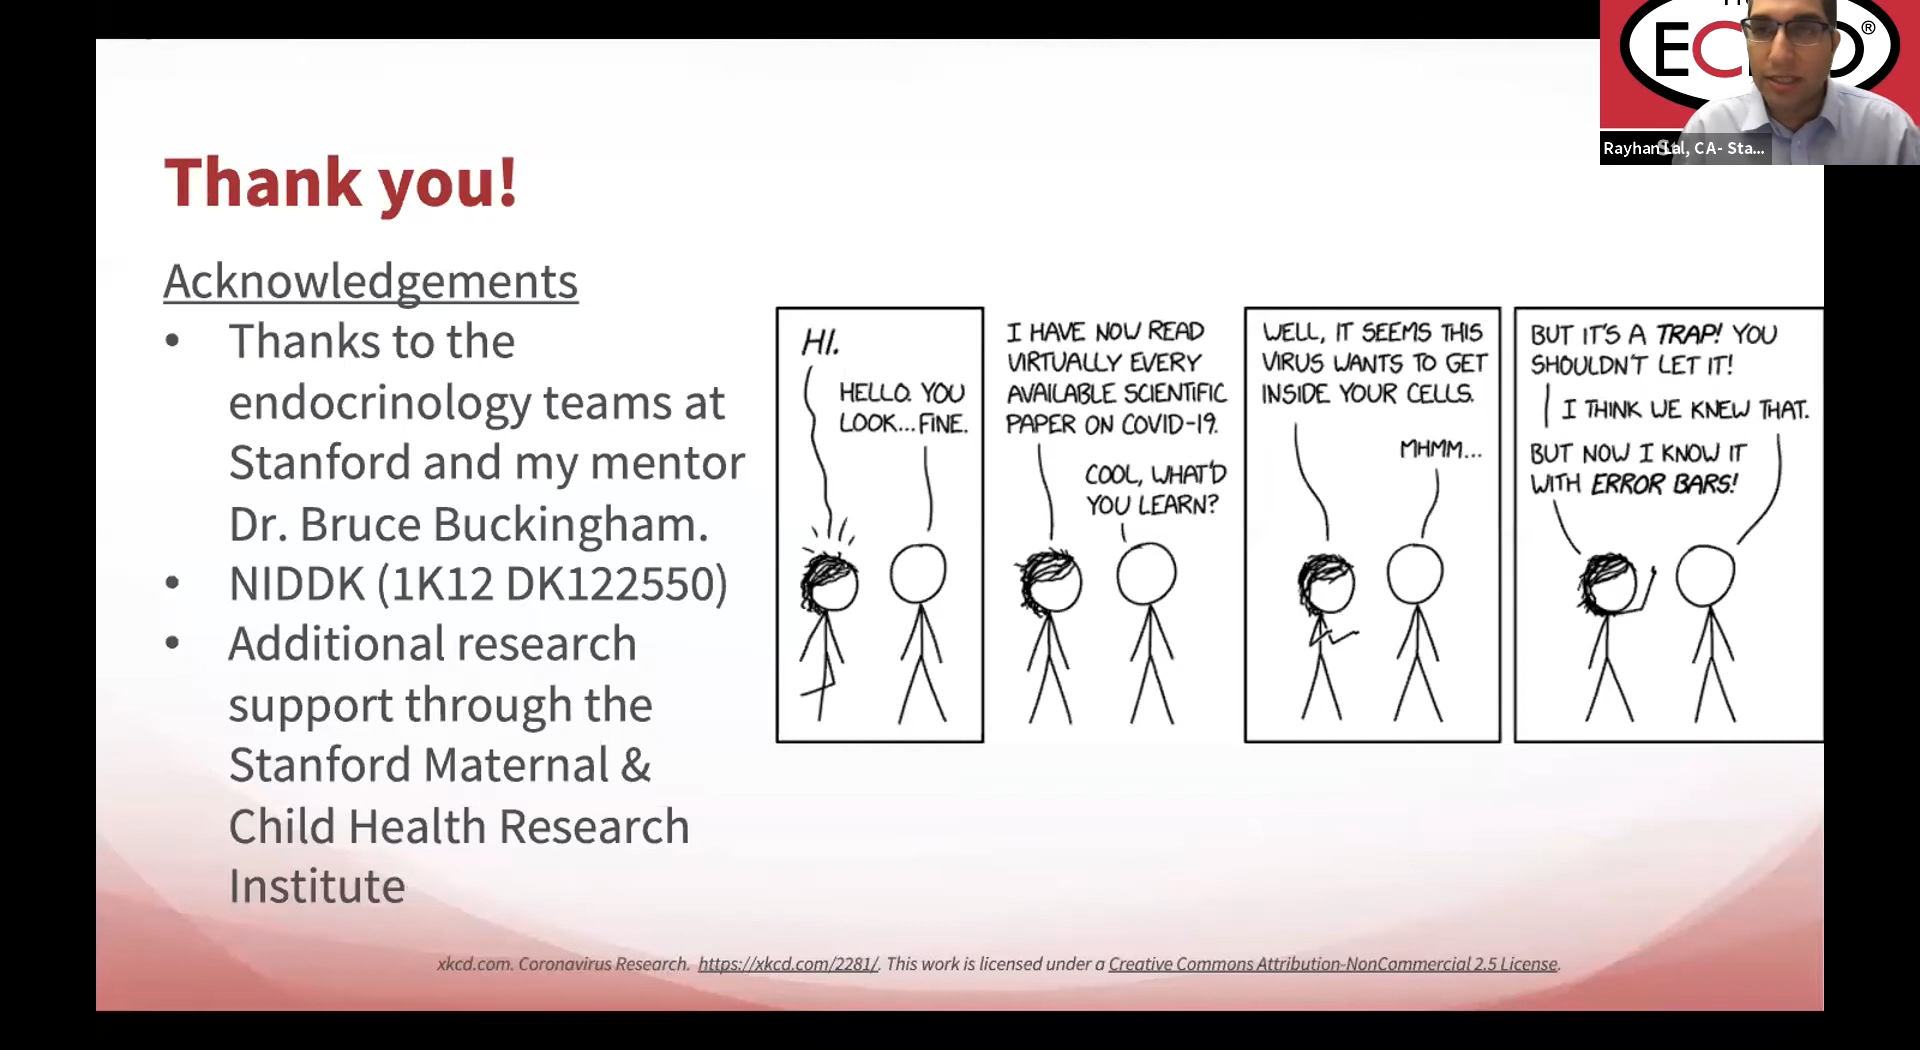 Thank you!
Acknowledgements
• Thanks to the
endocrinology teams at
Stanford and my mentor
Dr. Bruce Buckingham.
• NIDDK (1K12 DK122550)
• Additional research
support through the
Stanford Maternal &
Child Health Research
Institute
HI.
HELLO. YOU
LOOK...FINE.
I HAVE NOW READ
VIRTUALLY EVERY
AVAILABLE SCIENTIFIC
PAPER ON COVID-19.
COOL, WHAT'D
YOU LEARN?
WELL, IT SEEMS THIS
VIRUS WANTS TO GET
INSIDE YOUR CELLS.
MHMM...
BUT IT'S A TRAP! YOU
SHOULDN'T LET IT!
I THINK WE KNEW THAT.
BUT NOW I KNOW IT
WITH ERROR BARS!
xkcd.com. Coronavirus Research. https://xkcd.com/2281/. This work is licensed under a Creative Commons Attribution-NonCommercial 2.5 License.
Rayhan Lal, CA- Sta...